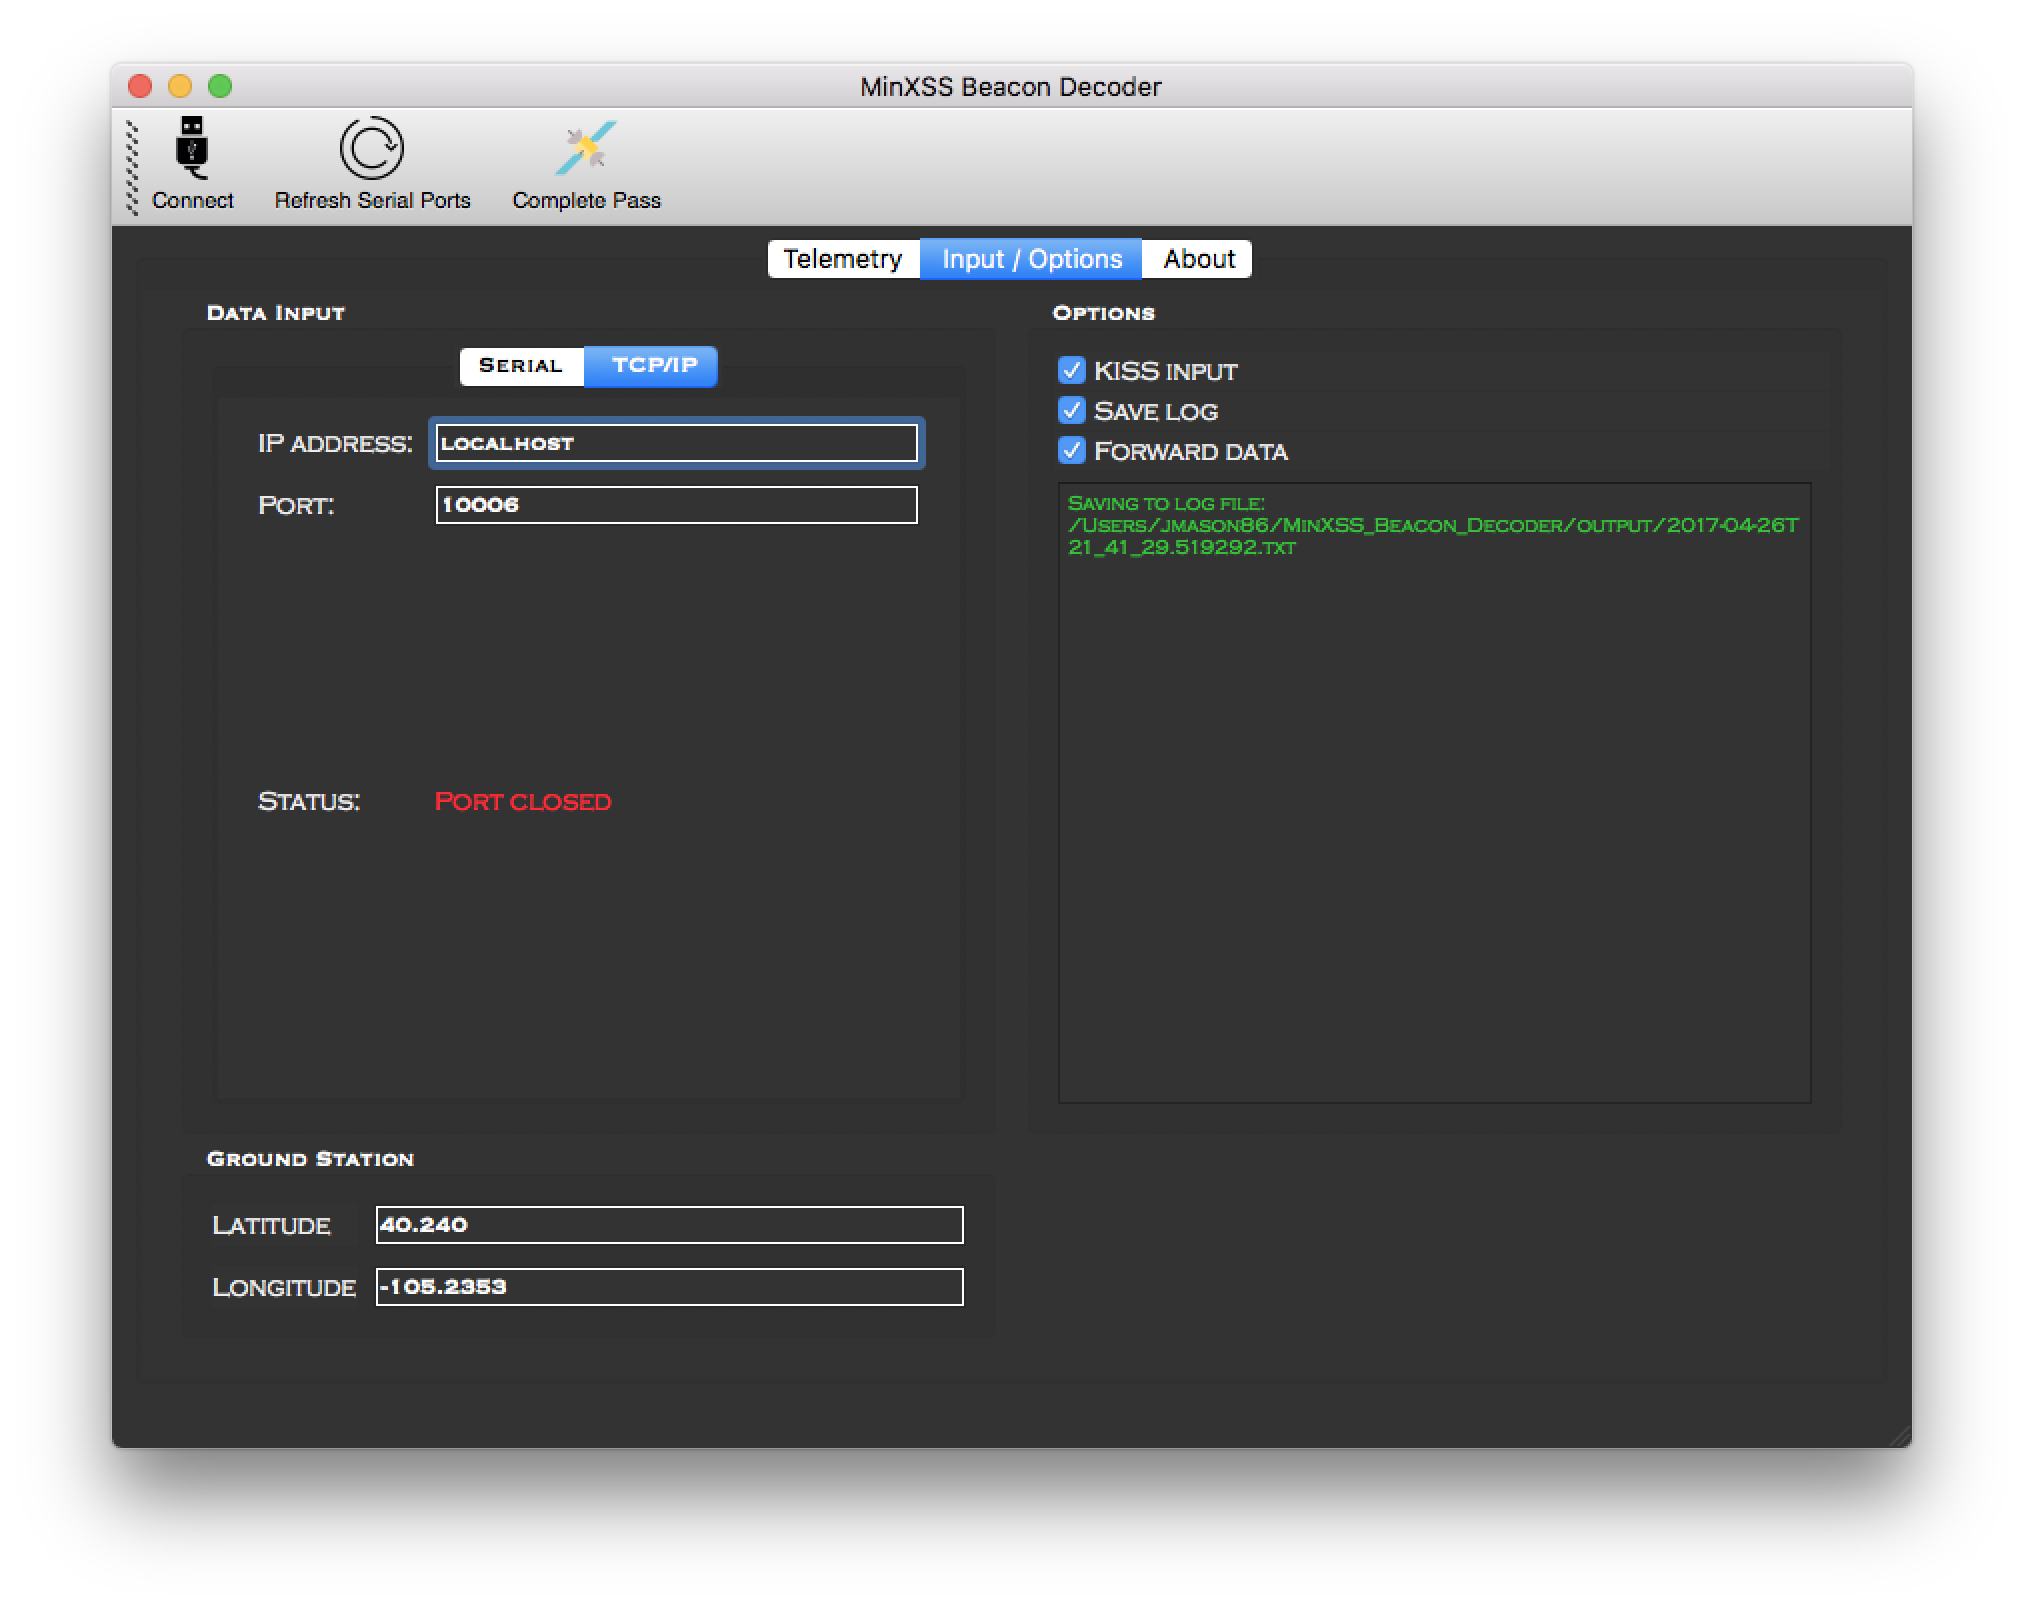 MinXSS Beacon Decoder
Connect
Refresh Serial Ports
Complete Pass
Telemetry
Input / Options
About
Data Input
Serial
TCP/IP
IP address:
localhost
Port:
10006
Status:
Port closed
Options
KISS input
Save log
Forward data
Saving to log file:
/Users/jmason86/MinXSS_Beacon_Decoder/output/2017-04-26T
21_41_29.519292.txt
Ground Station
Latitude
40.240
Longitude
-105.2353